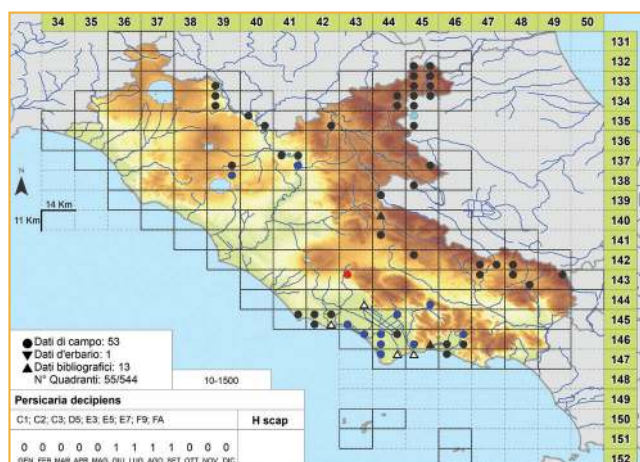 34 35 36 37 38 39 40 41 42 43 44 45 46 47 48 49 50
131
132
133
134
135
136
137
138
139
140
141
142
143
144
145
146
147
148
149
150
151
152
N
14 Km
11 Km
Dati di campo: 53
Dati d'erbario: 1
Dati bibliografici: 13
N° Quadranti: 55/544
10-1500
Persicaria decipiens
C1; C2; C3; D5; E3; E5; E7; F9; FA
H scap
0 0 0 0 0 1 1 1 1 0 0 0
GEN FEB MAR APR MAG GIU LUG AGO SET OTT NOV DIC